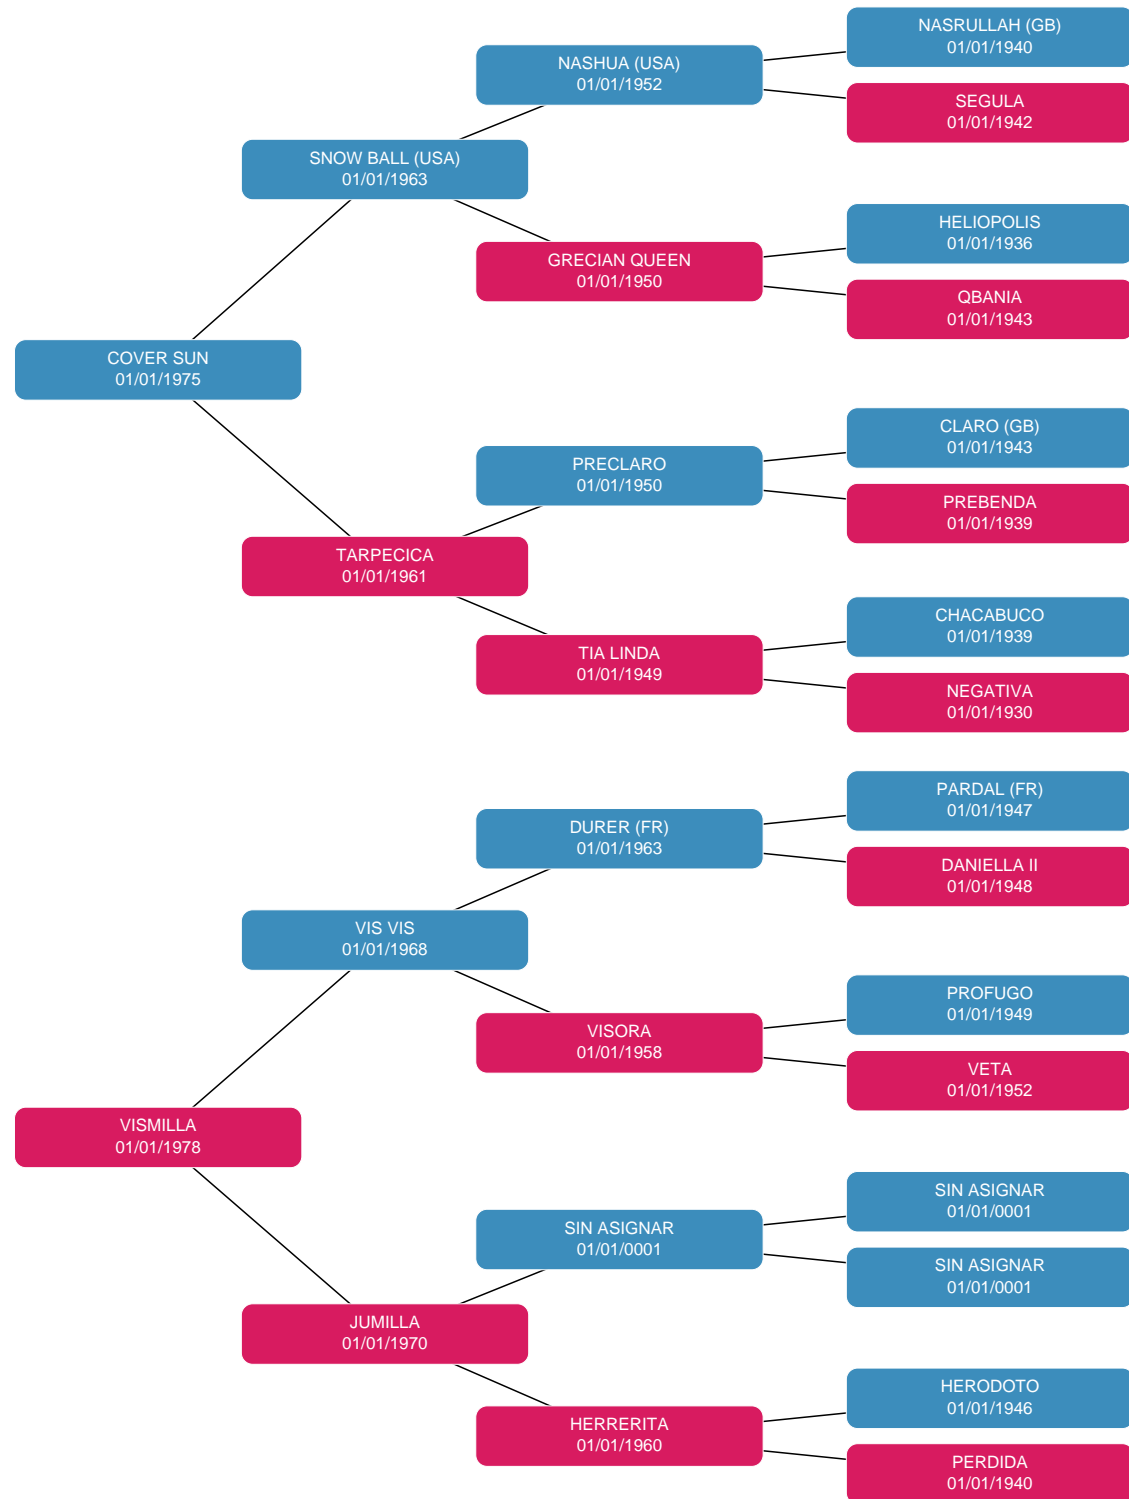 NASRULLAH (GB)
01/01/1940
NASHUA (USA)
01/01/1952
SEGULA
01/01/1942
SNOW BALL (USA)
01/01/1963
HELIOPOLIS
01/01/1936
GRECIAN QUEEN
01/01/1950
QBANIA
01/01/1943
COVER SUN
01/01/1975
CLARO (GB)
01/01/1943
PRECLARO
01/01/1950
PREBENDA
01/01/1939
TARPECICA
01/01/1961
CHACABUCO
01/01/1939
TIA LINDA
01/01/1949
NEGATIVA
01/01/1930
PARDAL (FR)
01/01/1947
DURER (FR)
01/01/1963
DANIELLA II
01/01/1948
VIS VIS
01/01/1968
PROFUGO
01/01/1949
VISORA
01/01/1958
VETA
01/01/1952
VISMILLA
01/01/1978
SIN ASIGNAR
01/01/0001
SIN ASIGNAR
01/01/0001
SIN ASIGNAR
01/01/0001
JUMILLA
01/01/1970
HERODOTO
01/01/1946
HERRERITA
01/01/1960
PERDIDA
01/01/1940